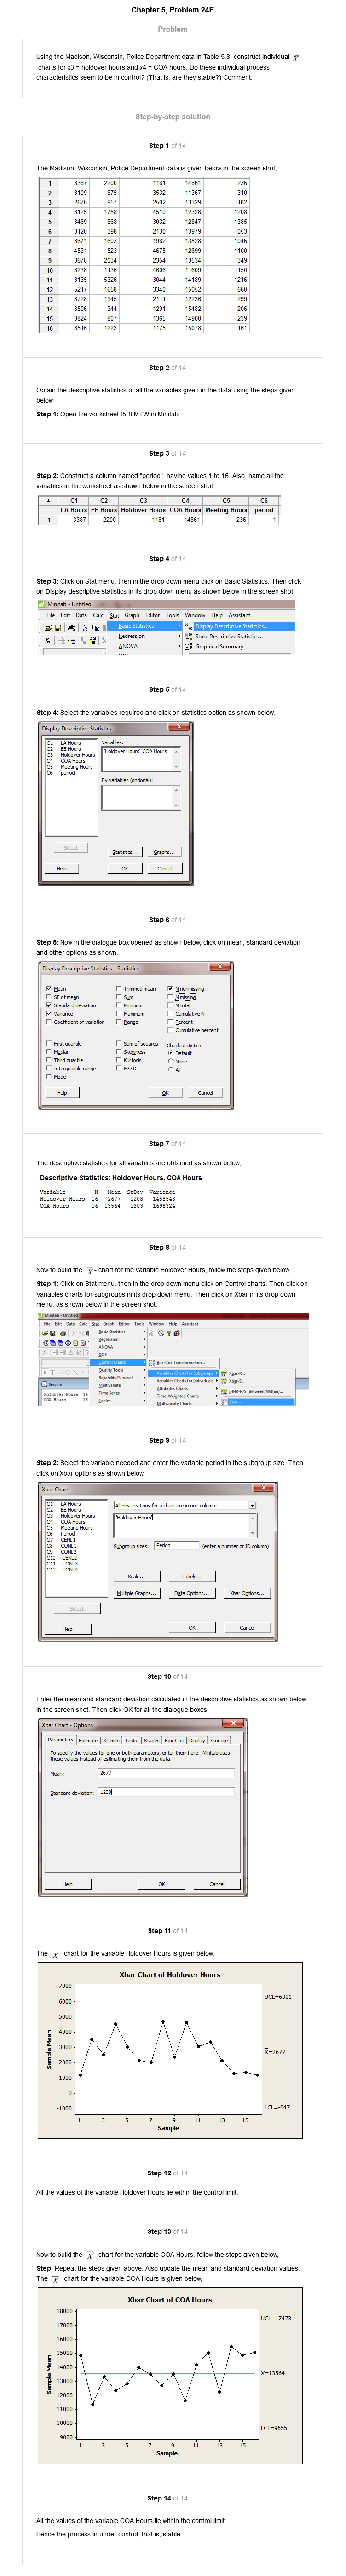 Chapter 5, Problem 24E
Problem
Using the Madison, Wisconsin, Police Department data in Table 5.8, construct individual X̅
charts for x3 = holdover hours and x4 = COA hours. Do these individual process
characteristics seem to be in control? (That is, are they stable?) Comment.
Step-by-step solution
Step 1 of 14
The Madison, Wisconsin, Police Department data is given below in the screen shot,
1 3387 2200 1181 14861 236
2 3109 875 3532 11367 310
3 2670 957 2502 13329 1182
4 3125 1758 4510 12328 1208
5 3469 868 3032 12847 1385
6 3120 398 2130 13979 1053
7 3671 1603 1982 13528 1046
8 4531 523 4675 12699 1100
9 3678 2034 2354 13534 1349
10 3238 1136 4606 11609 1150
11 3135 5326 3044 14189 1216
12 5217 1658 3340 15052 660
13 3728 1945 2111 12236 299
14 3506 344 1291 15482 206
15 3824 807 1365 14900 239
16 3516 1223 1175 15078 161
Step 2 of 14
Obtain the descriptive statistics of all the variables given in the data using the steps given
below
Step 1: Open the worksheet t5-8.MTW in Minitab.
Step 3 of 14
Step 2: Construct a column named "period", having values 1 to 16. Also, name all the
variables in the worksheet as shown below in the screen shot,
↓ C1 C2 C3 C4 C5 C6
LA Hours EE Hours Holdover Hours COA Hours Meeting Hours period
1 3387 2200 1181 14861 236 1
Step 4 of 14
Step 3: Click on Stat menu, then in the drop down menu click on Basic Statistics. Then click
on Display descriptive statistics in its drop down menu as shown below in the screen shot,
Minitab - Untitled
File Edit Data Calc Stat Graph Editor Tools Window Help Assistant
Basic Statistics Display Descriptive Statistics...
Regression Store Descriptive Statistics...
ANOVA Graphical Summary...
DOE
Step 5 of 14
Step 4: Select the variables required and click on statistics option as shown below,
Display Descriptive Statistics
C1 LA Hours
C2 EE Hours
C3 Holdover Hours
C4 COA Hours
C5 Meeting Hours
C6 period
Variables:
'Holdover Hours' 'COA Hours'
By variables (optional):
Select
Statistics... Graphs...
Help OK Cancel
Step 6 of 14
Step 5: Now in the dialogue box opened as shown below, click on mean, standard deviation
and other options as shown,
Display Descriptive Statistics - Statistics
Mean Trimmed mean N nonmissing
SE of mean Sum N missing
Standard deviation Minimum N total
Variance Maximum Cumulative N
Coefficient of variation Range Percent
Cumulative percent
First quartile Sum of squares Check statistics
Median Skewness Default
Third quartile Kurtosis None
Interquartile range MSSD All
Mode
Help OK Cancel
Step 7 of 14
The descriptive statistics for all variables are obtained as shown below,
Descriptive Statistics: Holdover Hours, COA Hours
Variable N Mean StDev Variance
Holdover Hours 16 2677 1208 1458543
COA Hours 16 13564 1303 1698324
Step 8 of 14
Now to build the X̅ - chart for the variable Holdover Hours, follow the steps given below,
Step 1: Click on Stat menu, then in the drop down menu click on Control charts. Then click on
Variables charts for subgroups in its drop down menu. Then click on Xbar in its drop down
menu. as shown below in the screen shot,
Minitab - Untitled
File Edit Data Calc Stat Graph Editor Tools Window Help Assistant
Basic Statistics
Regression
ANOVA
DOE
Control Charts Box-Cox Transformation...
Quality Tools Variables Charts for Subgroups Xbar-R...
Reliability/Survival Variables Charts for Individuals Xbar-S...
Multivariate Attributes Charts I-MR-R/S (Between/Within)...
Time Series Time-Weighted Charts Xbar...
Tables Multivariate Charts
Session
Holdover Hours 16
COA Hours 16
Step 9 of 14
Step 2: Select the variable needed and enter the variable period in the subgroup size. Then
click on Xbar options as shown below,
Xbar Chart
C1 LA Hours
C2 EE Hours
C3 Holdover Hours
C4 COA Hours
C5 Meeting Hours
C6 Period
C7 CENL1
C8 CONL1
C9 CONL2
C10 CENL2
C11 CONL3
C12 CONL4
All observations for a chart are in one column:
'Holdover Hours'
Subgroup sizes: Period (enter a number or ID column)
Scale... Labels...
Multiple Graphs... Data Options... Xbar Options...
Select
Help OK Cancel
Step 10 of 14
Enter the mean and standard deviation calculated in the descriptive statistics as shown below
in the screen shot. Then click OK for all the dialogue boxes.
Xbar Chart - Options
Parameters Estimate S Limits Tests Stages Box-Cox Display Storage
To specify the values for one or both parameters, enter them here. Minitab uses
these values instead of estimating them from the data.
Mean: 2677
Standard deviation: 1208
Help OK Cancel
Step 11 of 14
The X̅ - chart for the variable Holdover Hours is given below,
Xbar Chart of Holdover Hours
7000
6000
5000
4000
3000
2000
1000
0
-1000
Sample Mean
UCL=6301
X̿=2677
LCL=-947
1 3 5 7 9 11 13 15
Sample
Step 12 of 14
All the values of the variable Holdover Hours lie within the control limit.
Step 13 of 14
Now to build the X̅ - chart for the variable COA Hours, follow the steps given below,
Step: Repeat the steps given above. Also update the mean and standard deviation values.
The X̅ - chart for the variable COA Hours is given below,
Xbar Chart of COA Hours
18000
17000
16000
15000
14000
13000
12000
11000
10000
9000
Sample Mean
UCL=17473
X̿=13564
LCL=9655
1 3 5 7 9 11 13 15
Sample
Step 14 of 14
All the values of the variable COA Hours lie within the control limit.
Hence the process in under control, that is, stable.